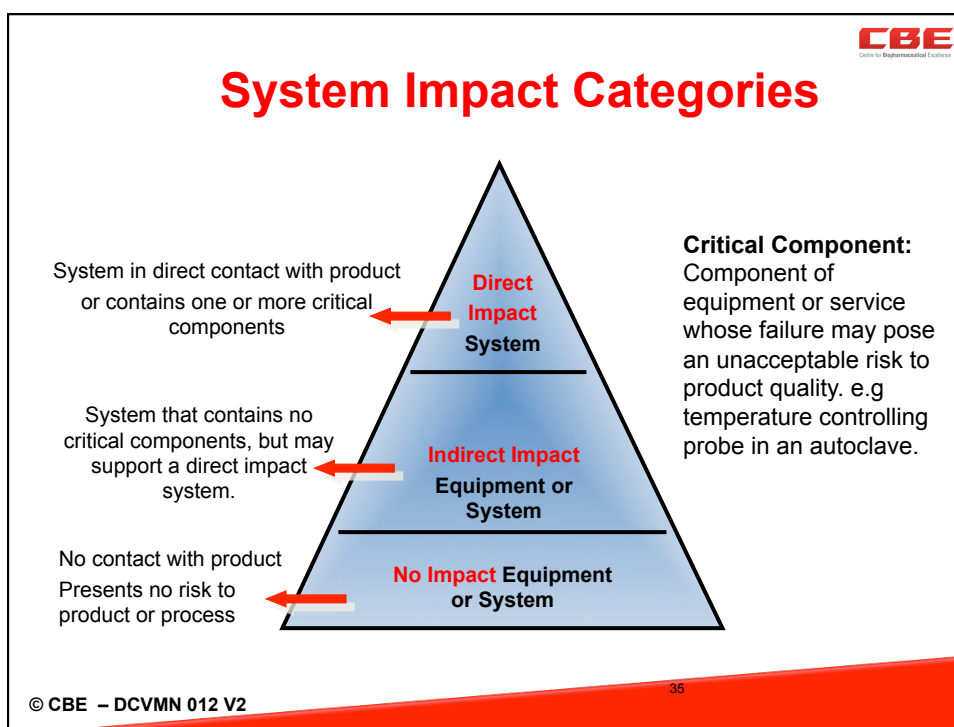 CBE
Centre for Biopharmaceutical Excellence
System Impact Categories
System in direct contact with product
or contains one or more critical
components
Direct
Impact
System
Critical Component:
Component of
equipment or service
whose failure may pose
an unacceptable risk to
product quality. e.g
temperature controlling
probe in an autoclave.
System that contains no
critical components, but may
support a direct impact
system.
Indirect Impact
Equipment or
System
No contact with product
Presents no risk to
product or process
No Impact Equipment
or System
35
© CBE – DCVMN 012 V2